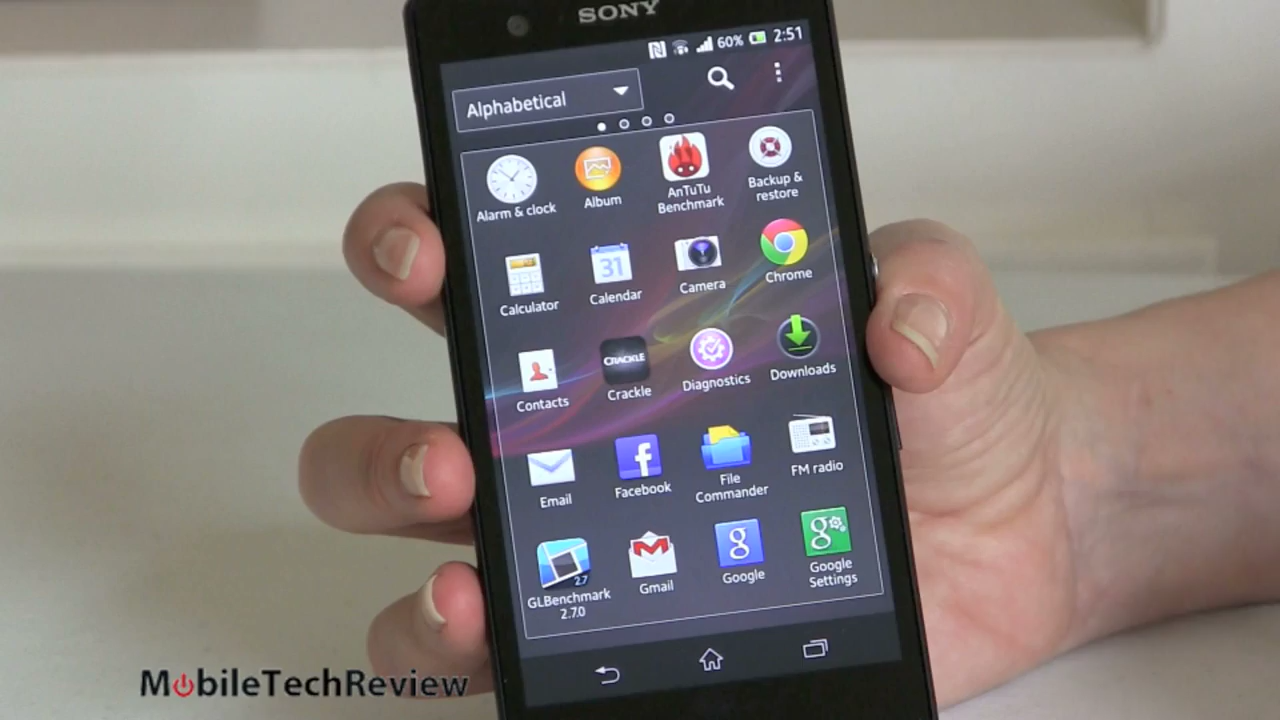 SONY
60% 2:51
Alphabetical
Alarm & clock
Album
AnTuTu
Benchmark
Backup &
restore
Calculator
31
Calendar
Camera
Chrome
Contacts
CRACKLE
Crackle
Diagnostics
Downloads
Email
f
Facebook
File
Commander
FM radio
2.7
GLBenchmark
2.7.0
Gmail
g
Google
g
Google
Settings
MobileTechReview